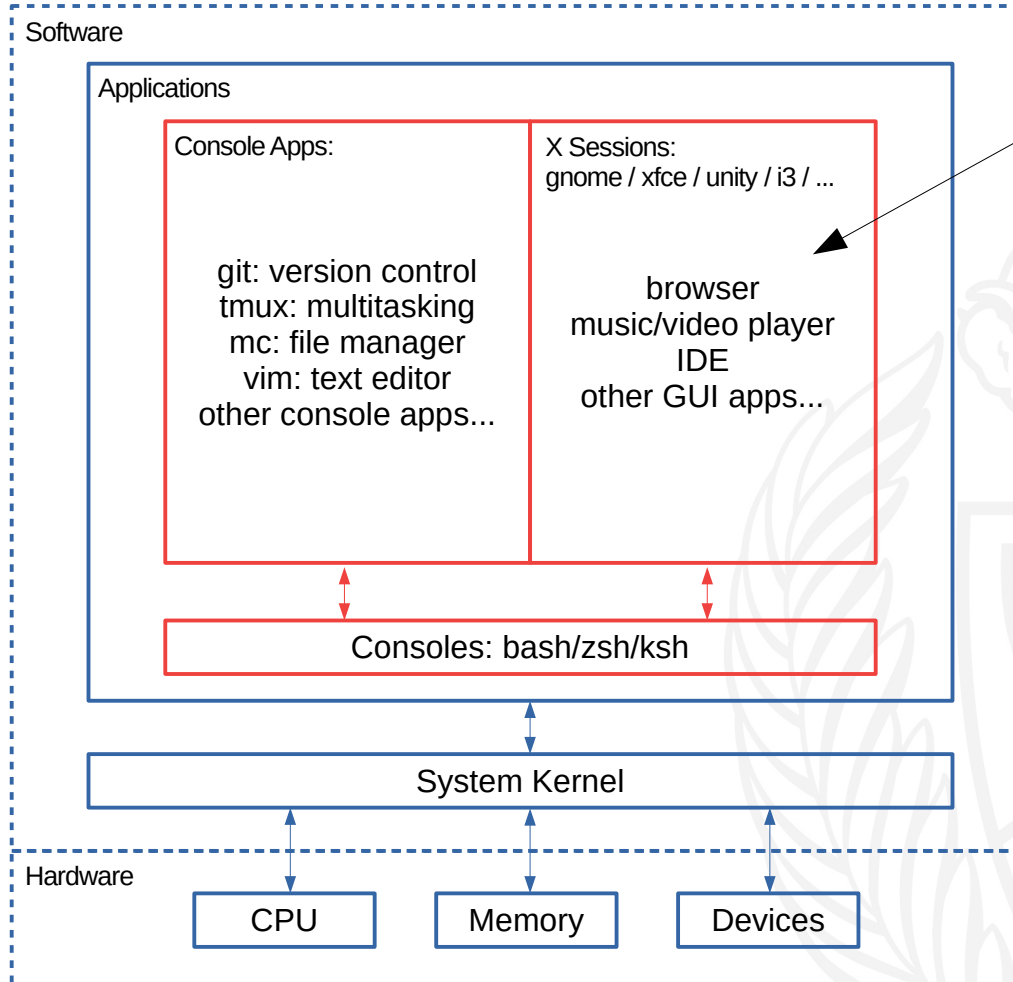 Software
Applications
Console Apps:
git: version control
tmux: multitasking
mc: file manager
vim: text editor
other console apps...
X Sessions:
gnome / xfce / unity / i3 / ...
browser
music/video player
IDE
other GUI apps...
Consoles: bash/zsh/ksh
System Kernel
Hardware
CPU
Memory
Devices